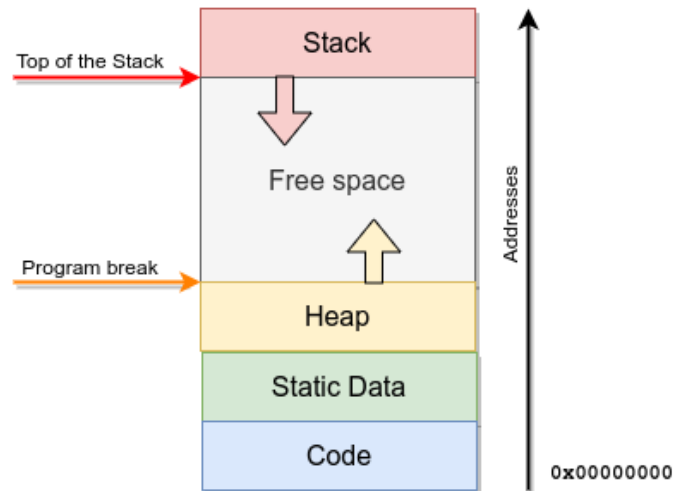 Stack
Top of the Stack
Free space
Addresses
Program break
Heap
Static Data
Code
0x00000000